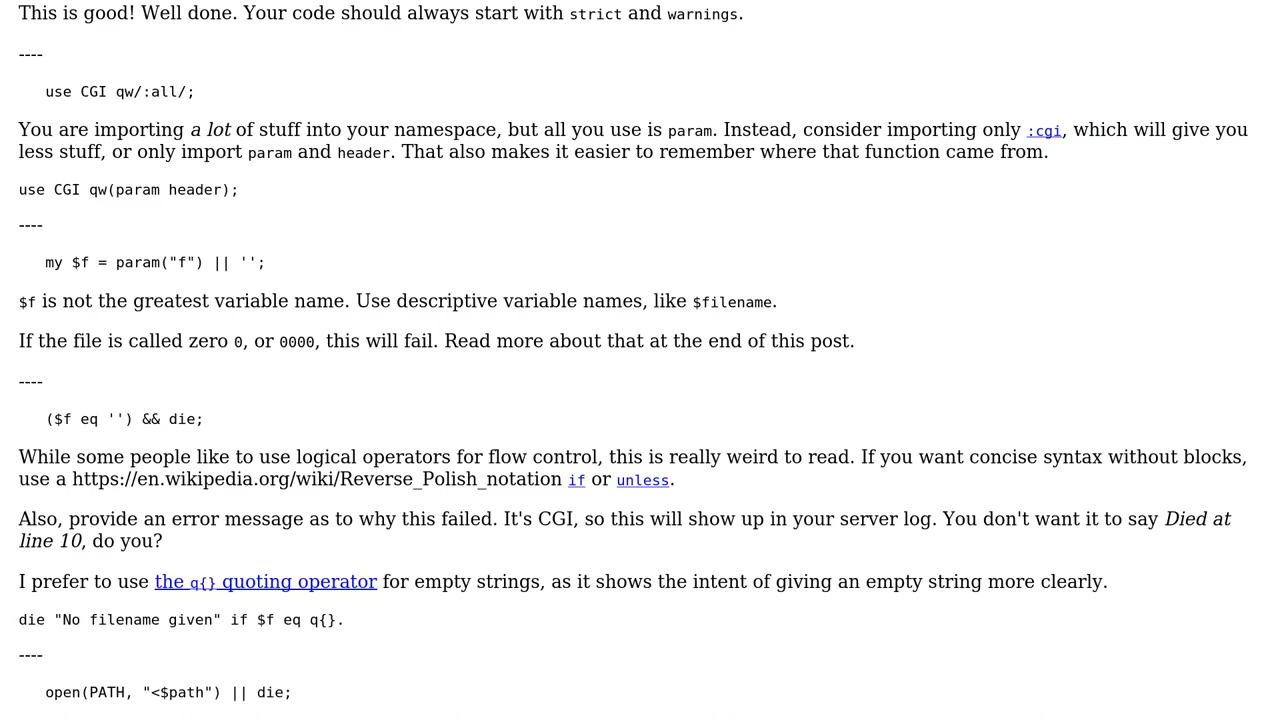 This is good! Well done. Your code should always start with strict and warnings.
----
use CGI qw/:all/;
You are importing a lot of stuff into your namespace, but all you use is param. Instead, consider importing only :cgi, which will give you
less stuff, or only import param and header. That also makes it easier to remember where that function came from.
use CGI qw(param header);
----
my $f = param("f") || '';
$f is not the greatest variable name. Use descriptive variable names, like $filename.
If the file is called zero 0, or 0000, this will fail. Read more about that at the end of this post.
----
($f eq '') && die;
While some people like to use logical operators for flow control, this is really weird to read. If you want concise syntax without blocks,
use a https://en.wikipedia.org/wiki/Reverse_Polish_notation if or unless.
Also, provide an error message as to why this failed. It's CGI, so this will show up in your server log. You don't want it to say Died at
line 10, do you?
I prefer to use the q{} quoting operator for empty strings, as it shows the intent of giving an empty string more clearly.
die "No filename given" if $f eq q{}.
----
open(PATH, "<$path") || die;